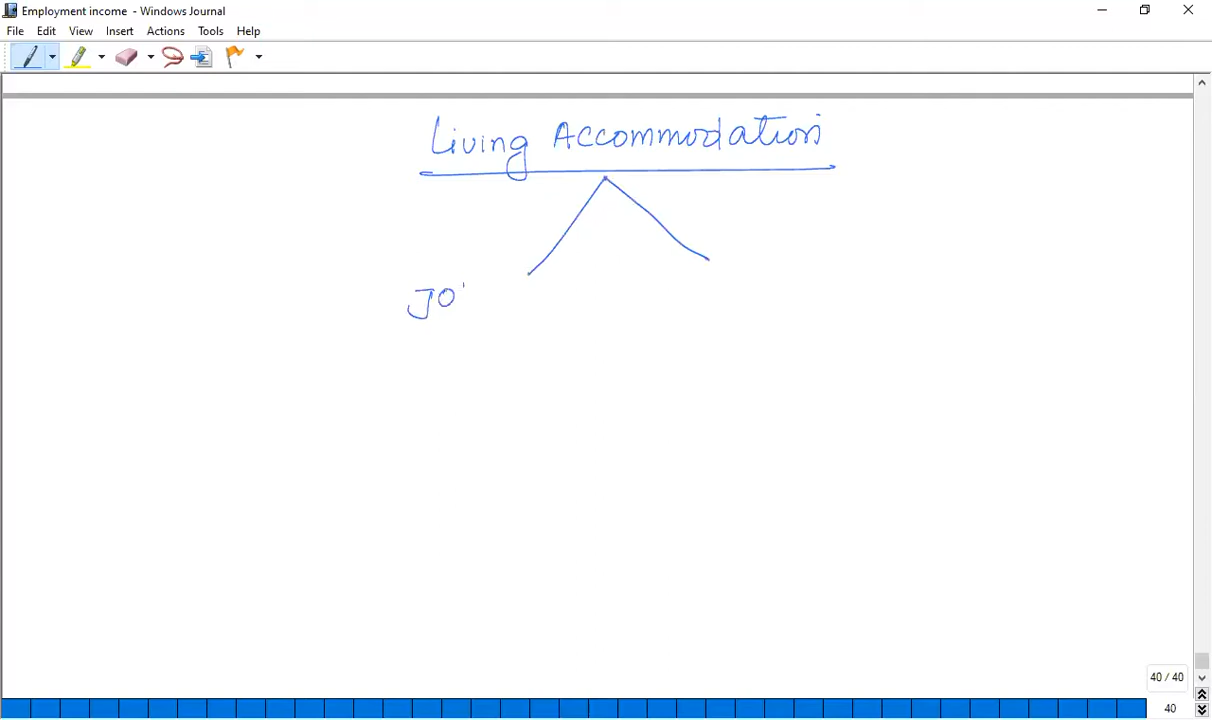 Employment income - Windows Journal
File Edit View Insert Actions Tools Help
Living Accommodation
JO'
40 / 40
40